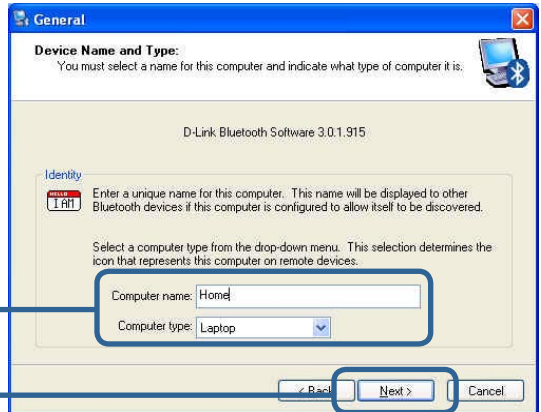 General
Device Name and Type:
You must select a name for this computer and indicate what type of computer it is.
D-Link Bluetooth Software 3.0.1.915
Identity
HELLO
I AM
Enter a unique name for this computer. This name will be displayed to other
Bluetooth devices if this computer is configured to allow itself to be discovered.
Select a computer type from the drop-down menu. This selection determines the
icon that represents this computer on remote devices.
Computer name: Home
Computer type: Laptop
< Back Next > Cancel